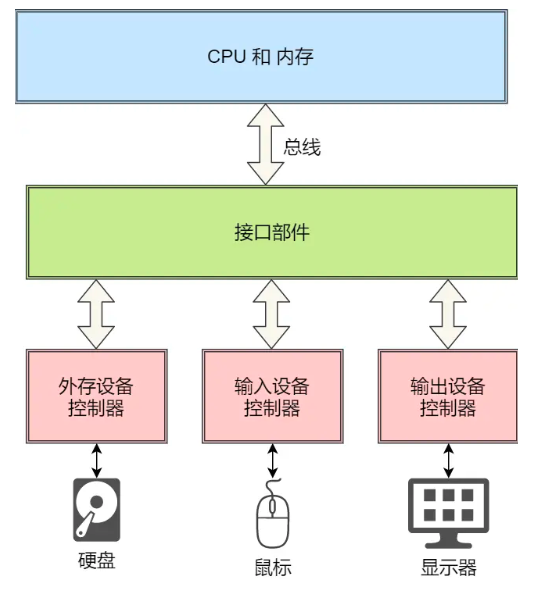 CPU 和 内存
总线
接口部件
外存设备
控制器
输入设备
控制器
输出设备
控制器
硬盘
鼠标
显示器